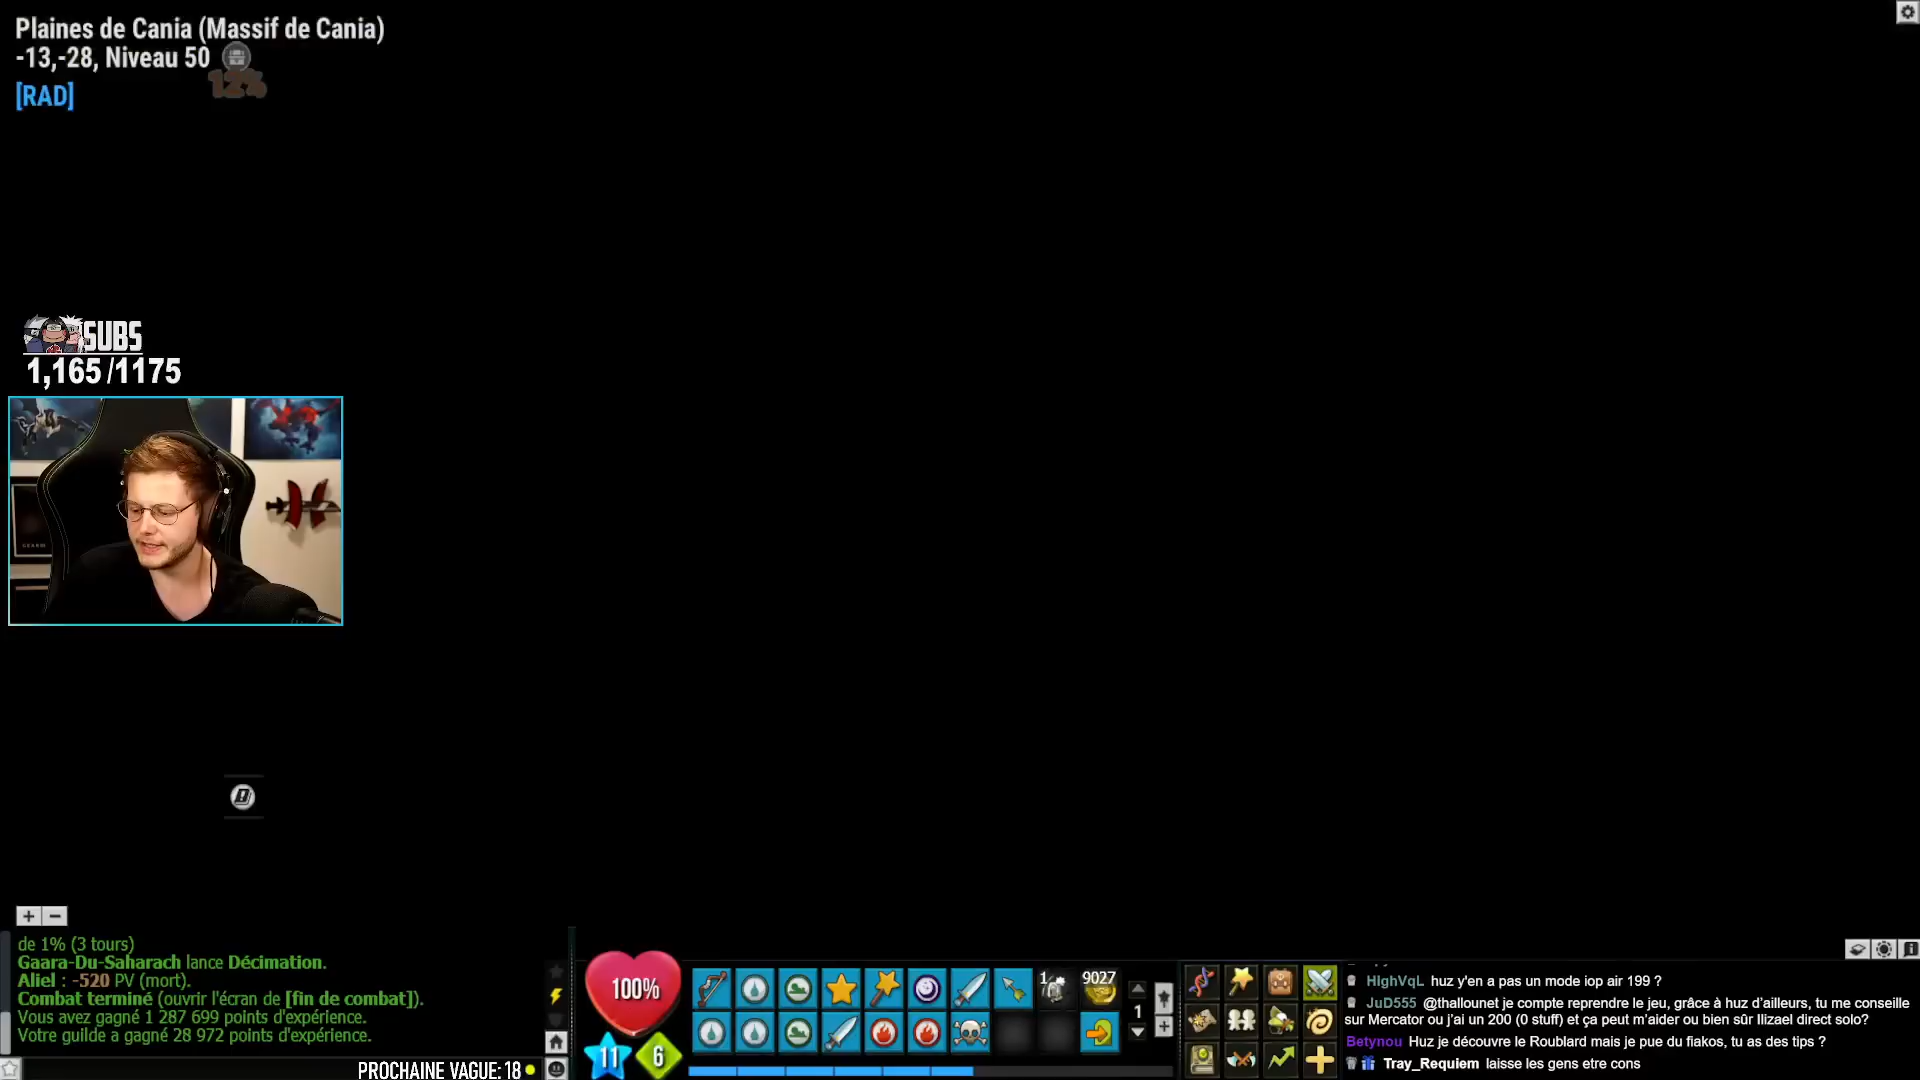 Plaines de Cania (Massif de Cania)
-13,-28, Niveau 50
12%
[RAD]
SUBS
1,165 /1175
+ -
de 1% (3 tours)
Gaara-Du-Saharach lance Décimation.
Aliel : -520 PV (mort).
Combat terminé (ouvrir l'écran de [fin de combat]).
Vous avez gagné 1 287 699 points d'expérience.
Votre guilde a gagné 28 972 points d'expérience.
PROCHAINE VAGUE: 18
100%
11
6
1
9027
1
HIghVqL huz y'en a pas un mode iop air 199 ?
JuD555 @thallounet je compte reprendre le jeu, grâce à huz d'ailleurs, tu me conseille
sur Mercator ou j'ai un 200 (0 stuff) et ça peut m'aider ou bien sûr Ilizael direct solo?
Betynou Huz je découvre le Roublard mais je pue du fiakos, tu as des tips ?
Tray_Requiem laisse les gens etre cons